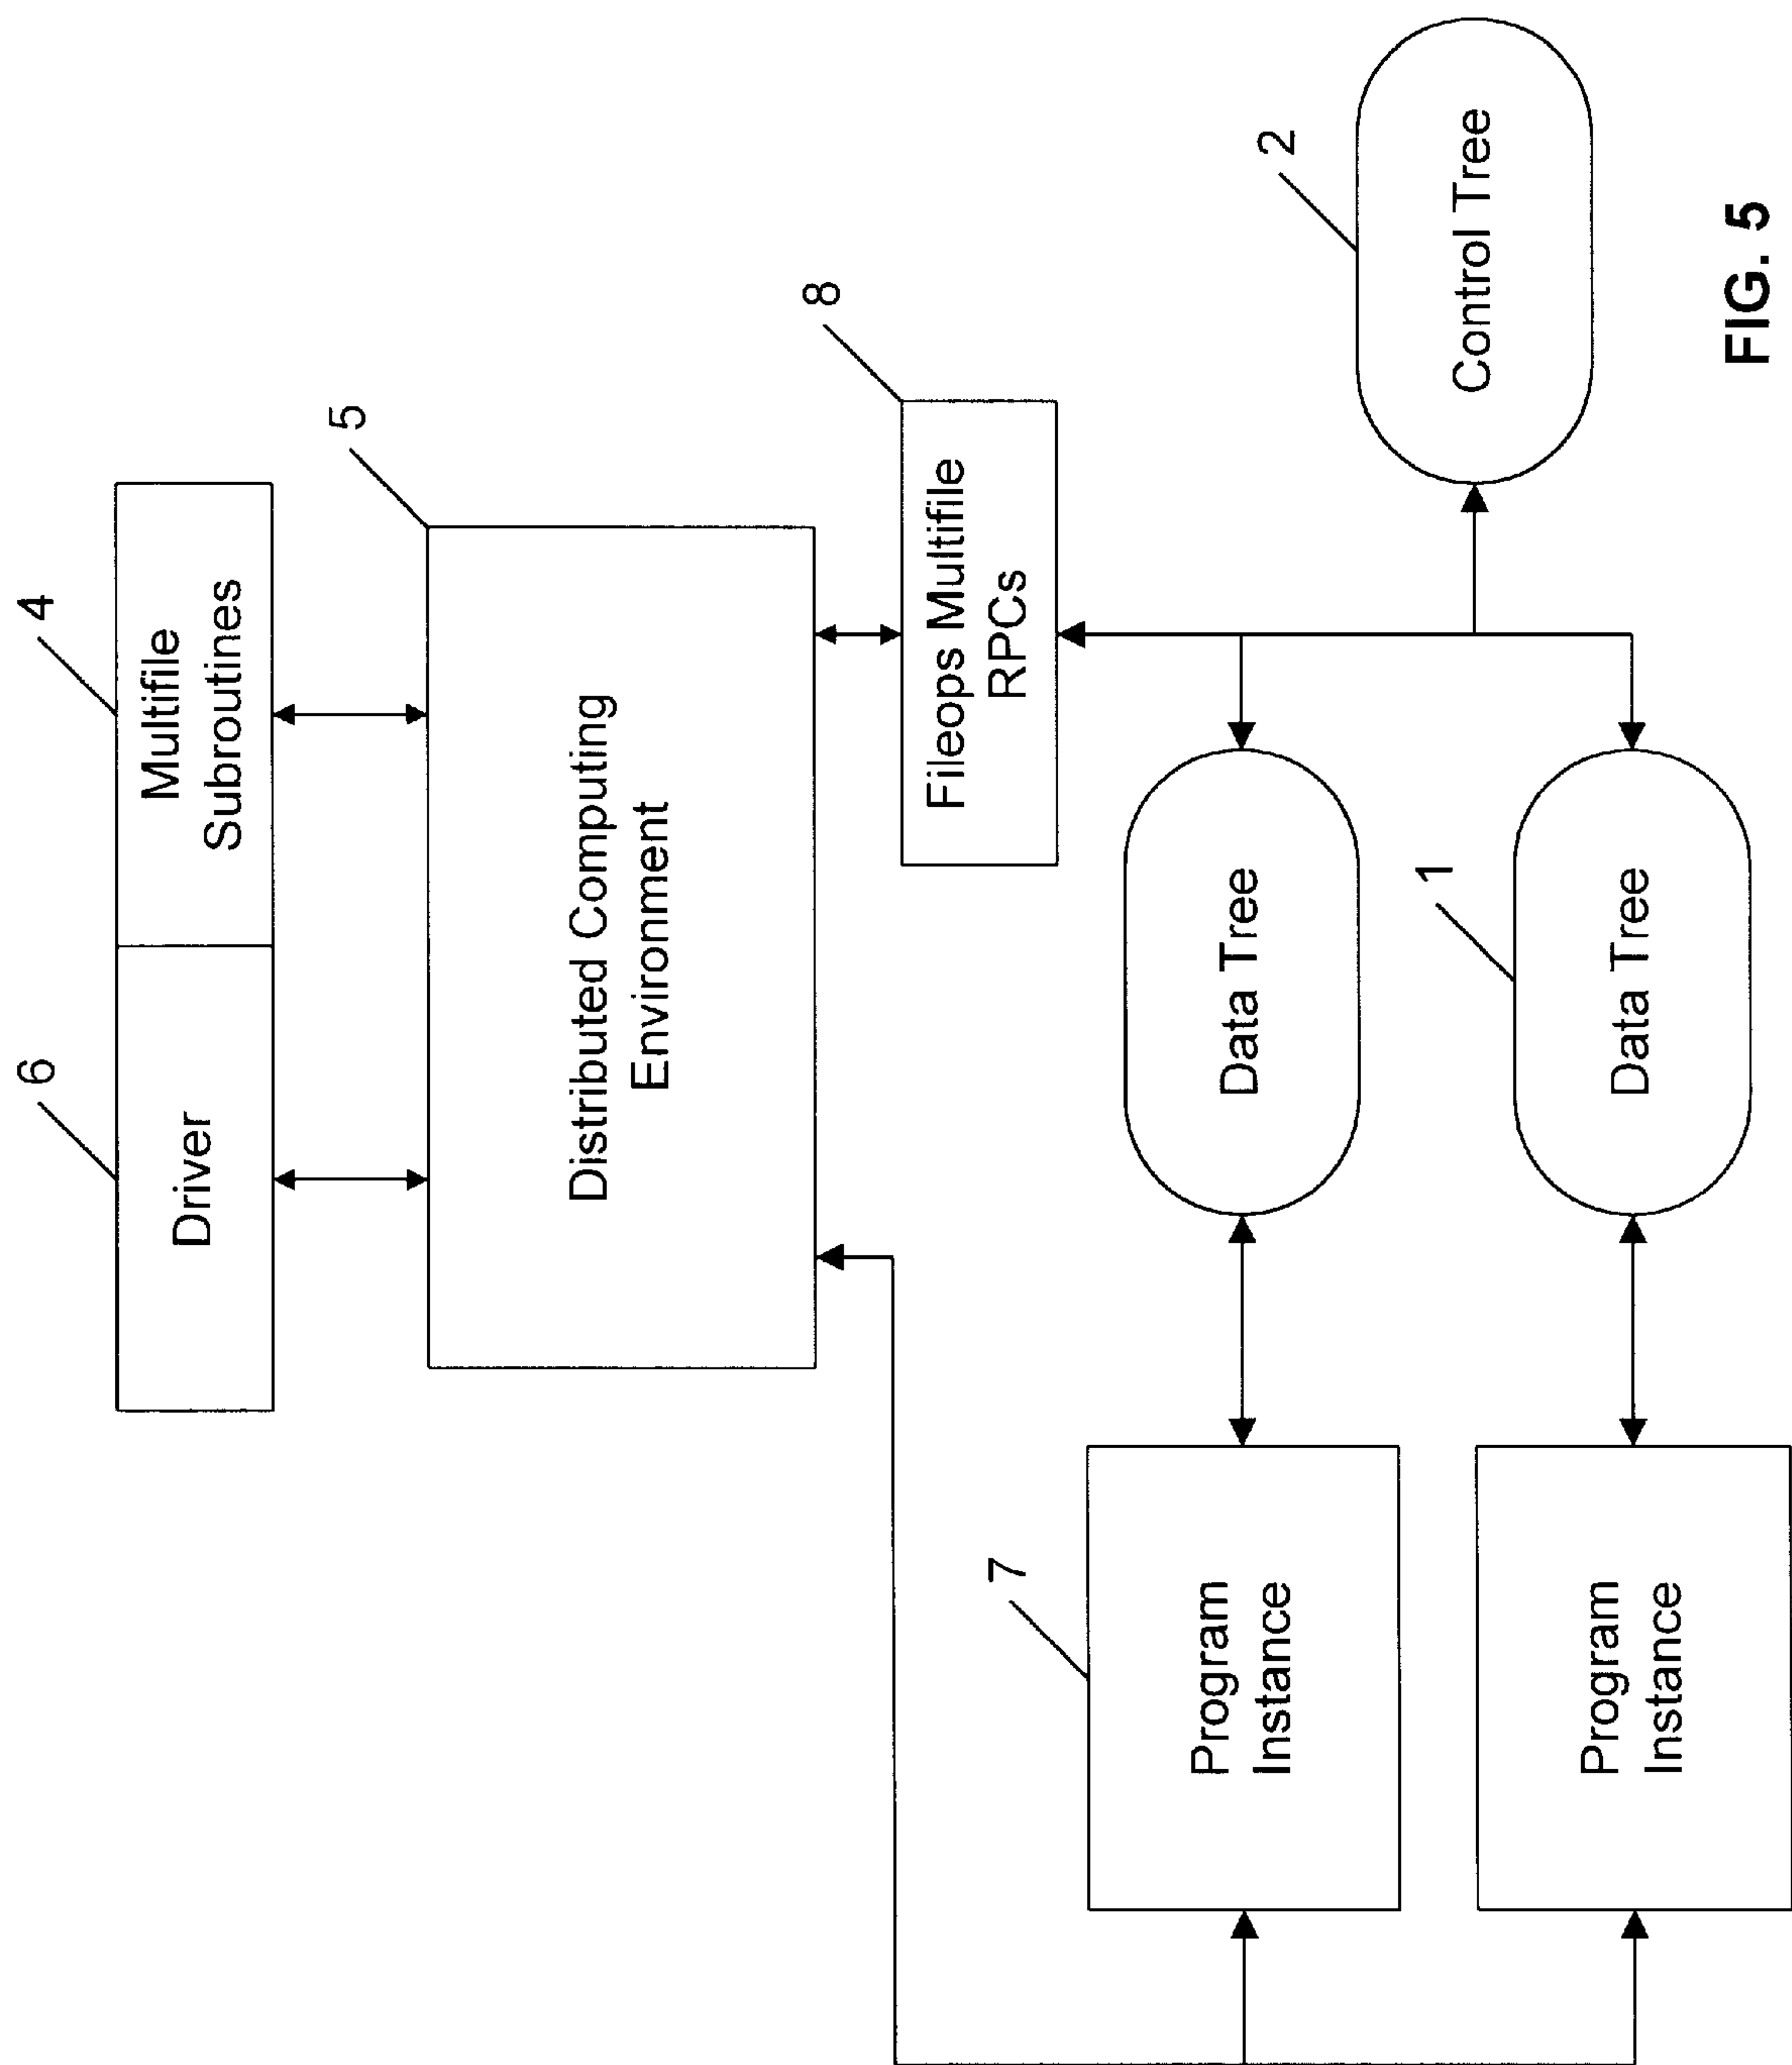 6
4
Driver
Multifile
Subroutines
5
Distributed Computing
Environment
8
Fileops Multifile
RPCs
7
Program
Instance
Data Tree
2
Control Tree
1
Program
Instance
Data Tree
FIG. 5